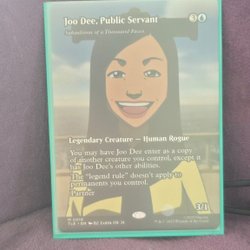 Joo Dee, Public Servant 3
Legendary Creature — Human Rogue
You may have Joo Dee enter as a copy
of another creature you control, except it
has Joo Dee's other abilities.
The "legend rule" doesn't apply to
permanents you control.
Partner
3/1